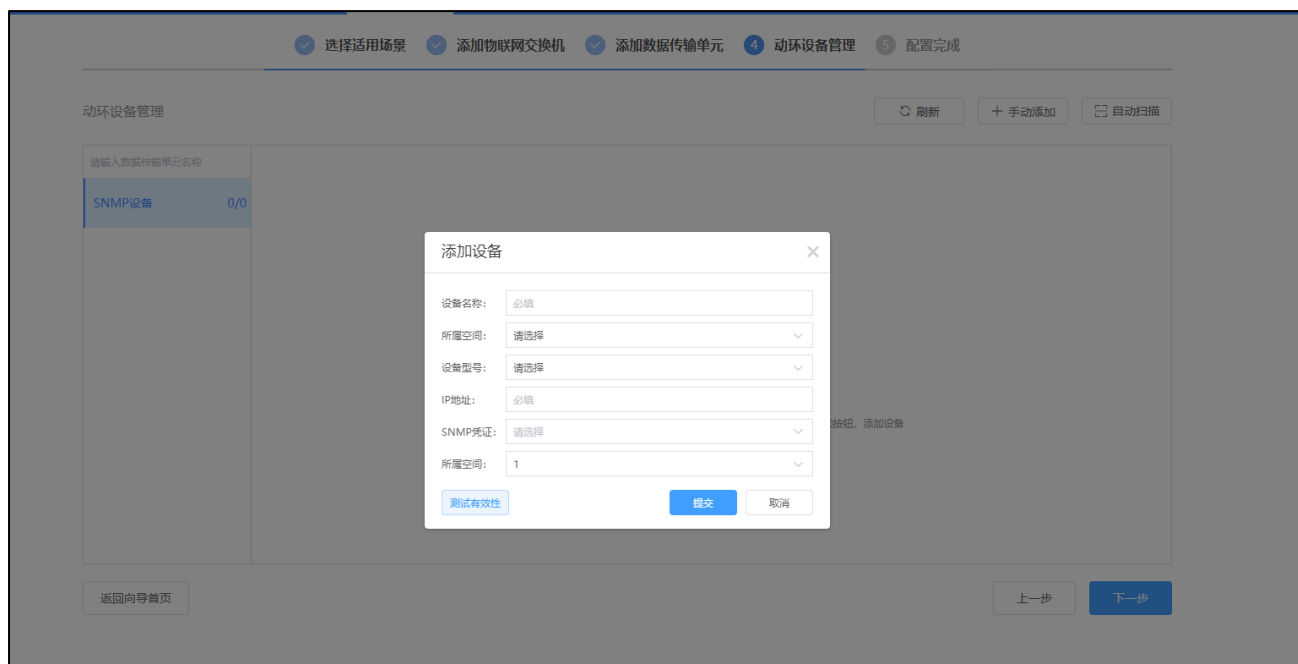 选择适用场景 添加物联网交换机 添加数据传输单元 4 动环设备管理 5 配置完成
动环设备管理 刷新 手动添加 自动扫描
请输入数据传输单元名称
SNMP设备 0/0
添加设备
设备名称: 必填
所属空间: 请选择
设备型号: 请选择
IP地址: 必填
SNMP凭证: 请选择
按钮，添加设备
所属空间: 1
测试有效性 提交 取消
返回向导首页 上一步 下一步